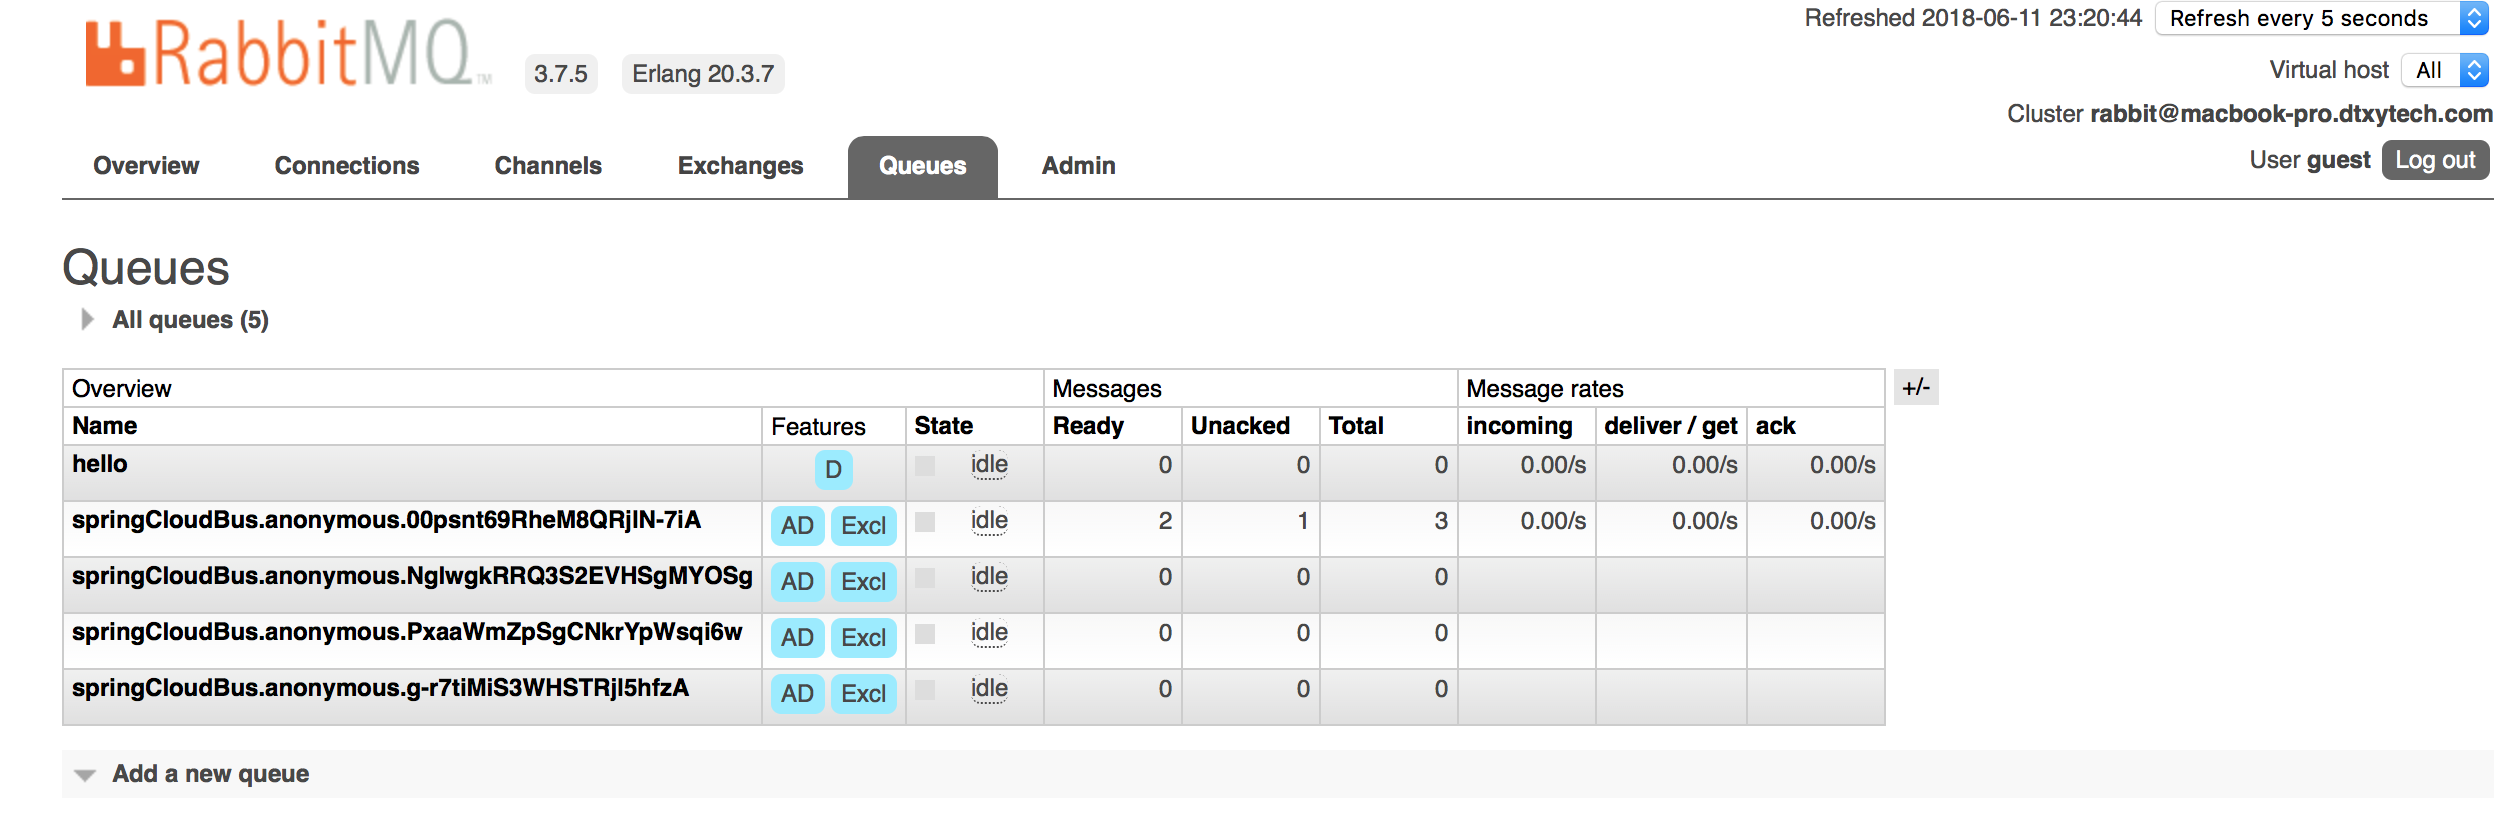 RabbitMQ™ 3.7.5 Erlang 20.3.7
Refreshed 2018-06-11 23:20:44 Refresh every 5 seconds
Virtual host All
Cluster rabbit@macbook-pro.dtxytech.com
User guest Log out
Overview Connections Channels Exchanges Queues Admin
Queues
All queues (5)
Overview Messages Message rates +/-
Name Features State Ready Unacked Total incoming deliver / get ack
hello D idle 0 0 0 0.00/s 0.00/s 0.00/s
springCloudBus.anonymous.00psnt69RheM8QRjlN-7iA AD Excl idle 2 1 3 0.00/s 0.00/s 0.00/s
springCloudBus.anonymous.NglwgkRRQ3S2EVHSgMYOSg AD Excl idle 0 0 0
springCloudBus.anonymous.PxaaWmZpSgCNkrYpWsqi6w AD Excl idle 0 0 0
springCloudBus.anonymous.g-r7tiMiS3WHSTRjl5hfzA AD Excl idle 0 0 0
Add a new queue